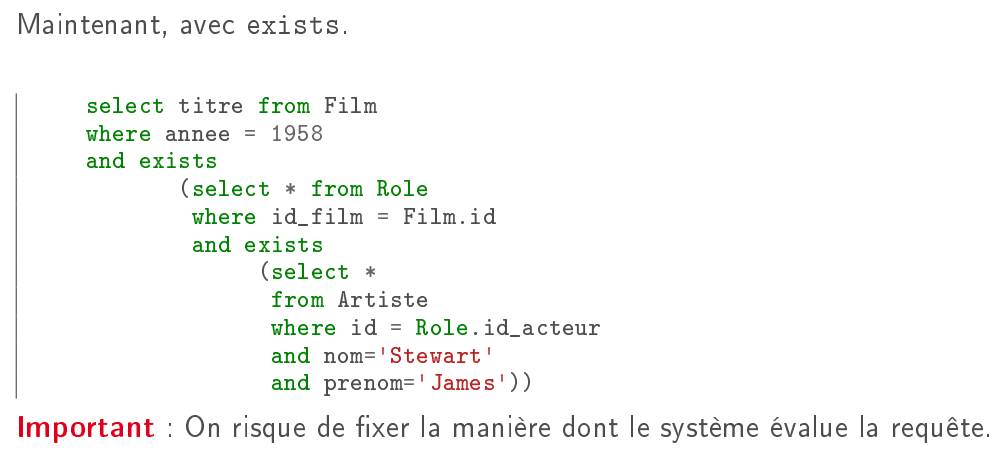 Maintenant, avec exists.
select titre from Film
where annee = 1958
and exists
(select * from Role
where id_film = Film.id
and exists
(select *
from Artiste
where id = Role.id_acteur
and nom='Stewart'
and prenom='James'))
Important : On risque de fixer la manière dont le système évalue la requête.